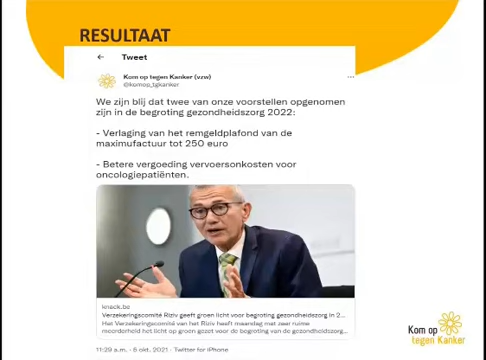 RESULTAAT
Tweet
Kom op tegen Kanker (vzw)
@komop_tgkanker
We zijn blij dat twee van onze voorstellen opgenomen
zijn in de begroting gezondheidszorg 2022:
- Verlaging van het remgeldplafond van de
maximufactuur tot 250 euro
- Betere vergoeding vervoersonkosten voor
oncologiepatiënten.
knack.be
Verzekeringscomité Riziv geeft groen licht voor begroting gezondheidszorg in 2...
Het Verzekeringscomité van het Riziv heeft maandag met zeer ruime
meerderheid het licht op groen gezet voor de begroting van de gezondheidszorg...
11:29 a.m. · 6 okt. 2021 · Twitter for iPhone
Kom op
tegen Kanker